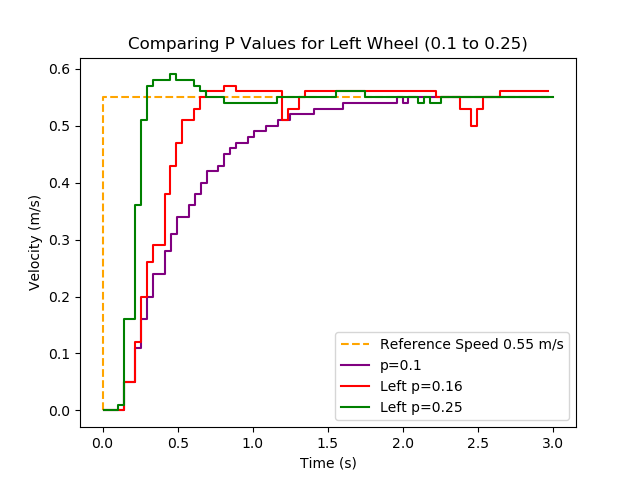 Comparing P Values for Left Wheel (0.1 to 0.25)
0.6
0.5
0.4
0.3
0.2
0.1
0.0
Velocity (m/s)
Reference Speed 0.55 m/s
p=0.1
Left p=0.16
Left p=0.25
0.0 0.5 1.0 1.5 2.0 2.5 3.0
Time (s)